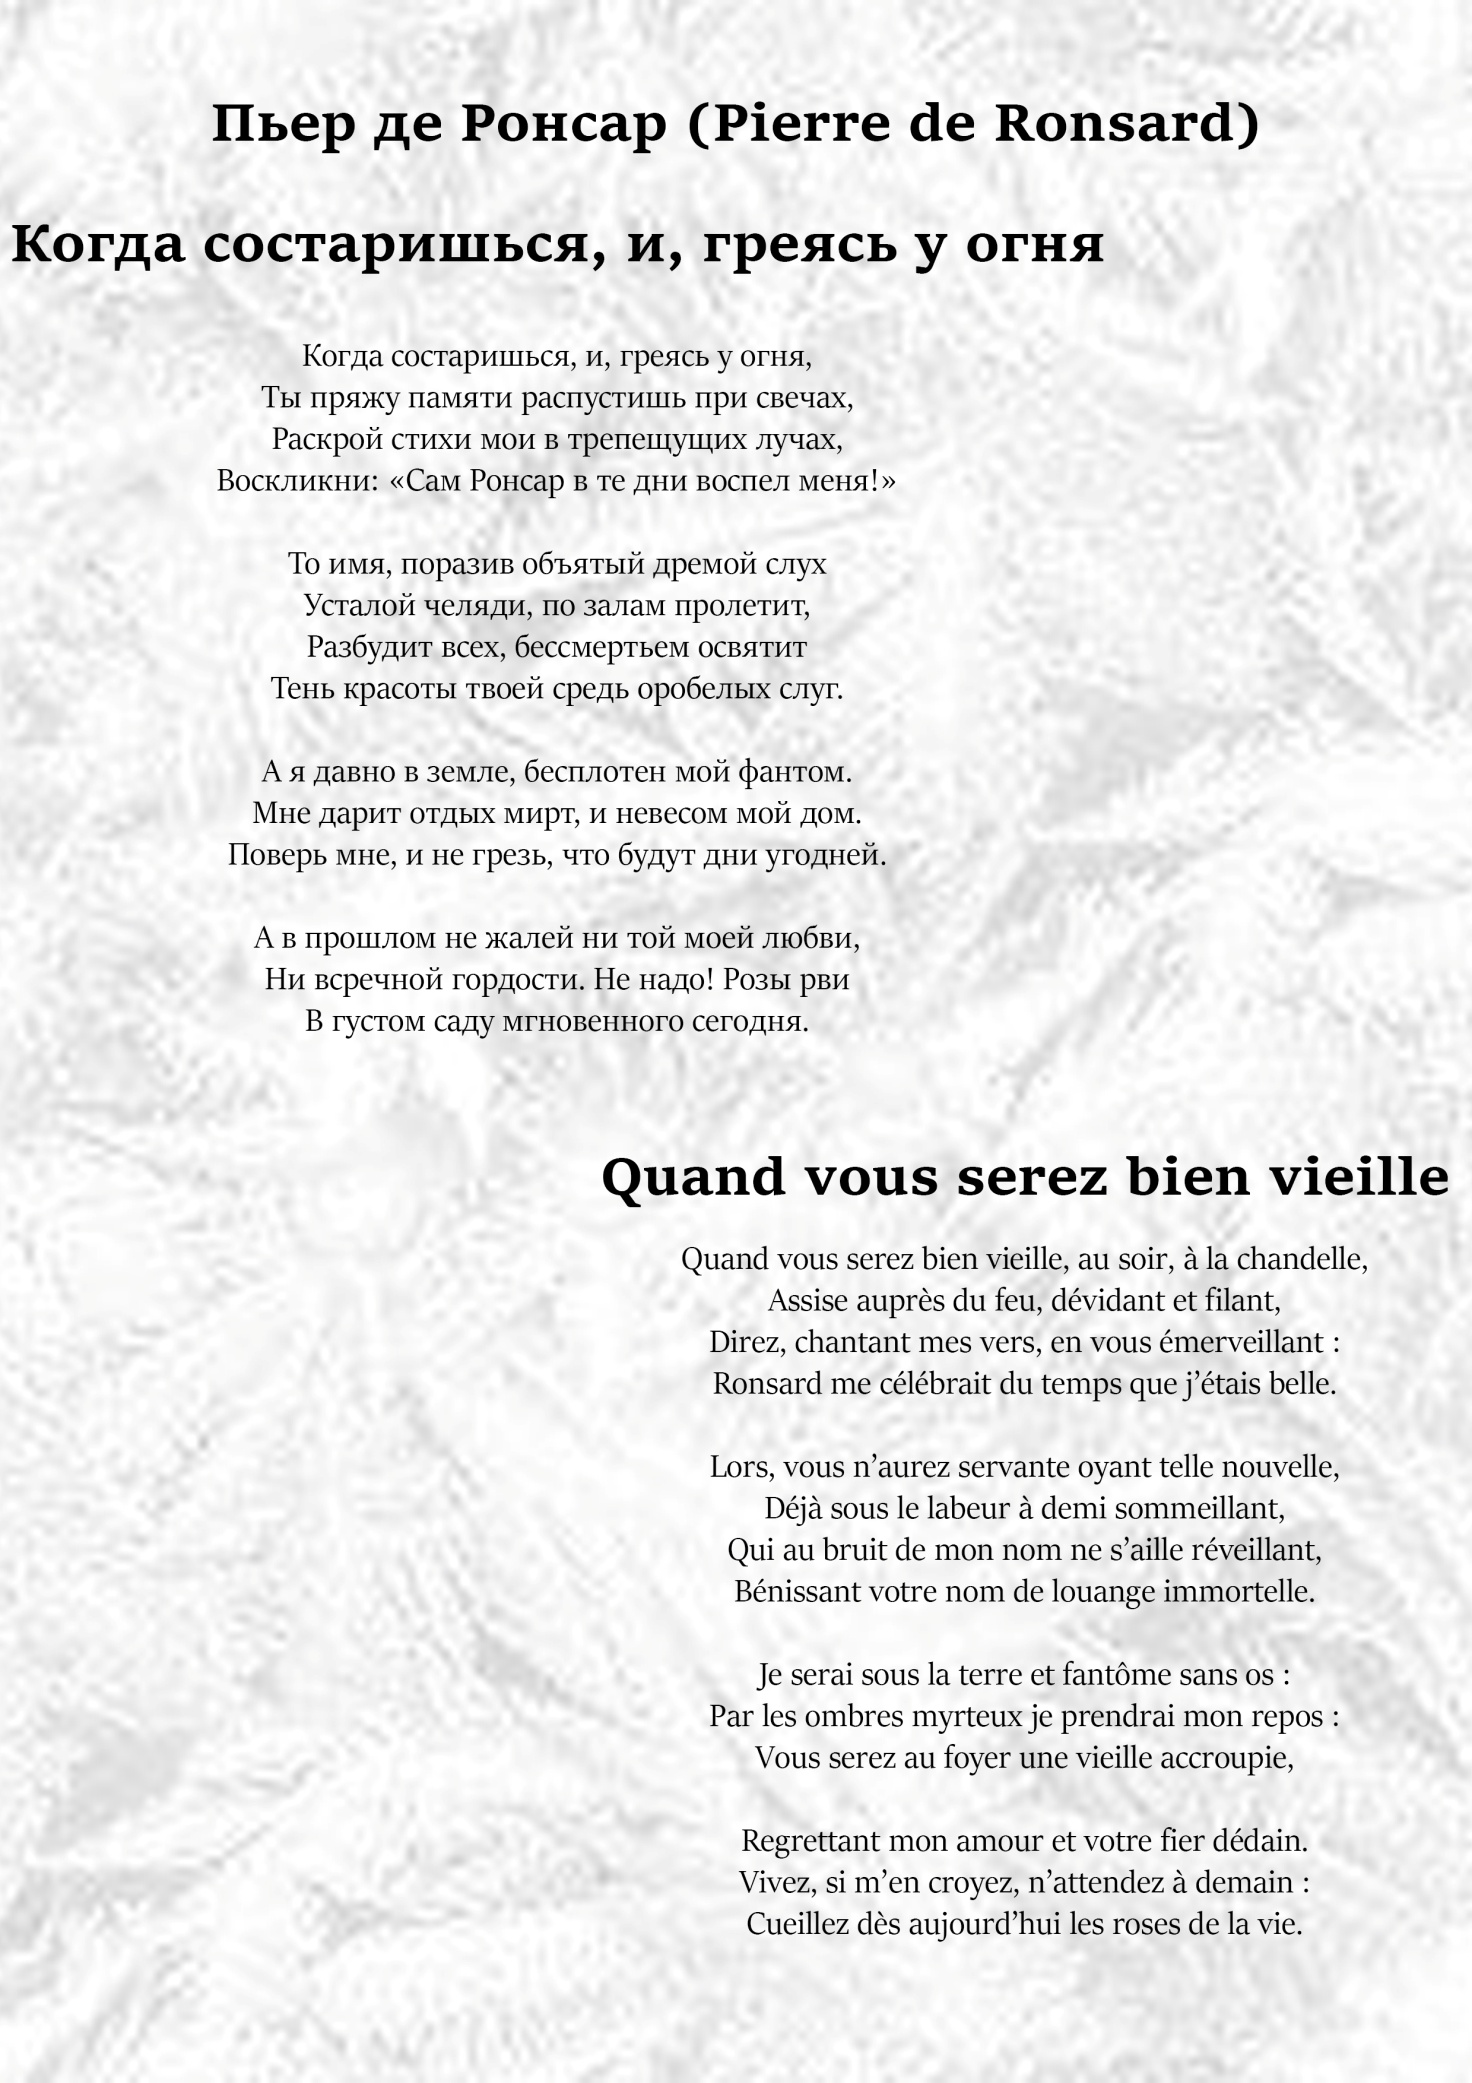 Пьер де Ронсар (Pierre de Ronsard)
Когда состаришься, и, греясь у огня
Когда состаришься, и, греясь у огня,
Ты пряжу памяти распустишь при свечах,
Раскрой стихи мои в трепещущих лучах,
Воскликни: «Сам Ронсар в те дни воспел меня!»
То имя, поразив объятый дремой слух
Усталой челяди, по залам пролетит,
Разбудит всех, бессмертьем освятит
Тень красоты твоей средь оробелых слуг.
А я давно в земле, бесплотен мой фантом.
Мне дарит отдых мирт, и невесом мой дом.
Поверь мне, и не грезь, что будут дни угодней.
А в прошлом не жалей ни той моей любви,
Ни всречной гордости. Не надо! Розы рви
В густом саду мгновенного сегодня.
Quand vous serez bien vieille
Quand vous serez bien vieille, au soir, à la chandelle,
Assise auprès du feu, dévidant et filant,
Direz, chantant mes vers, en vous émerveillant :
Ronsard me célébrait du temps que j’étais belle.
Lors, vous n’aurez servante oyant telle nouvelle,
Déjà sous le labeur à demi sommeillant,
Qui au bruit de mon nom ne s’aille réveillant,
Bénissant votre nom de louange immortelle.
Je serai sous la terre et fantôme sans os :
Par les ombres myrteux je prendrai mon repos :
Vous serez au foyer une vieille accroupie,
Regrettant mon amour et votre fier dédain.
Vivez, si m’en croyez, n’attendez à demain :
Cueillez dès aujourd’hui les roses de la vie.